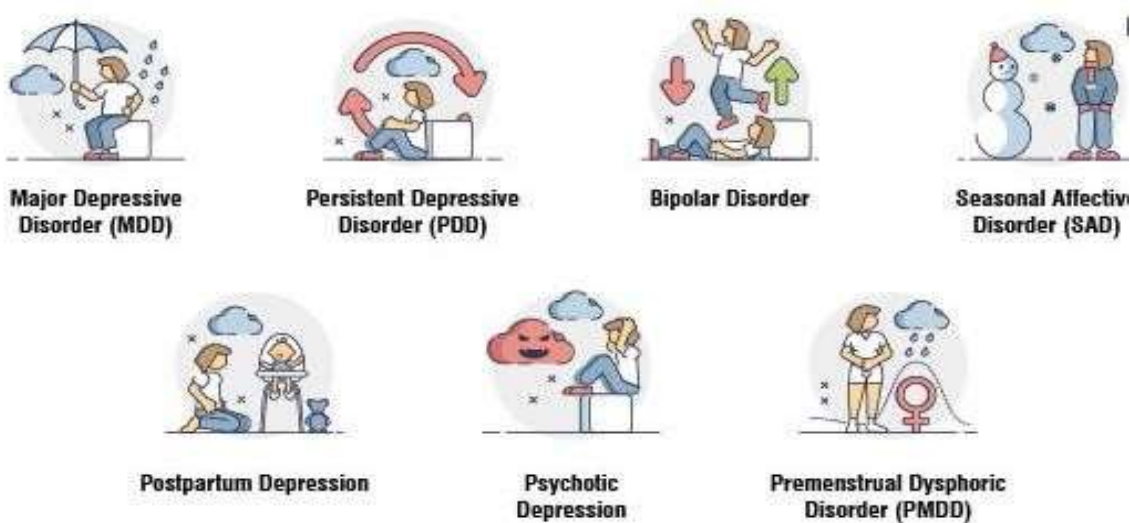 Major Depressive
Disorder (MDD)
Persistent Depressive
Disorder (PDD)
Bipolar Disorder
Seasonal Affective
Disorder (SAD)
Postpartum Depression
Psychotic
Depression
Premenstrual Dysphoric
Disorder (PMDD)